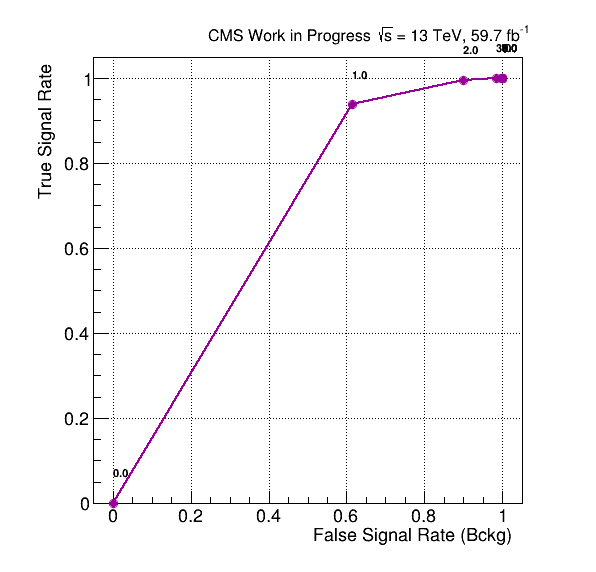 CMS Work in Progress √s = 13 TeV, 59.7 fb⁻¹
2.0
1.0
0.0
True Signal Rate
1
0.8
0.6
0.4
0.2
0
0 0.2 0.4 0.6 0.8 1
False Signal Rate (Bckg)